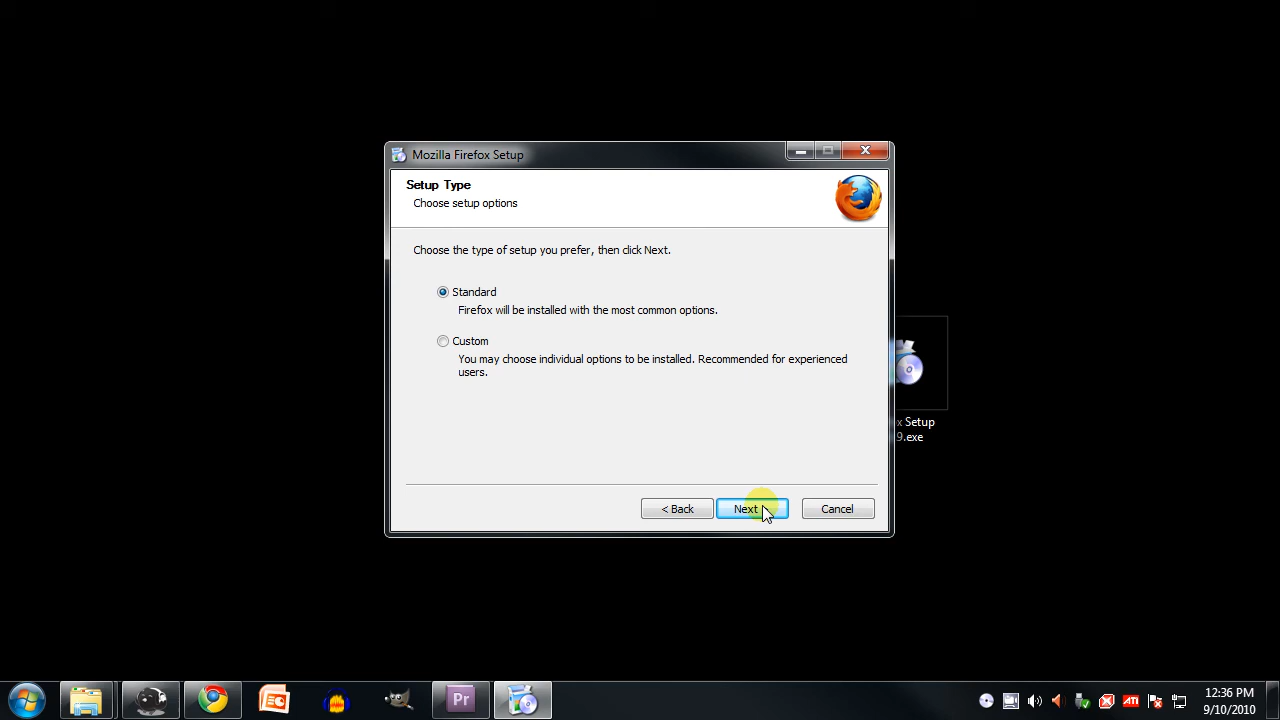 Mozilla Firefox Setup
Setup Type
Choose setup options
Choose the type of setup you prefer, then click Next.
Standard
Firefox will be installed with the most common options.
Custom
You may choose individual options to be installed. Recommended for experienced
users.
x Setup
9.exe
< Back
Next
Cancel
Pr
ATI
12:36 PM
9/10/2010